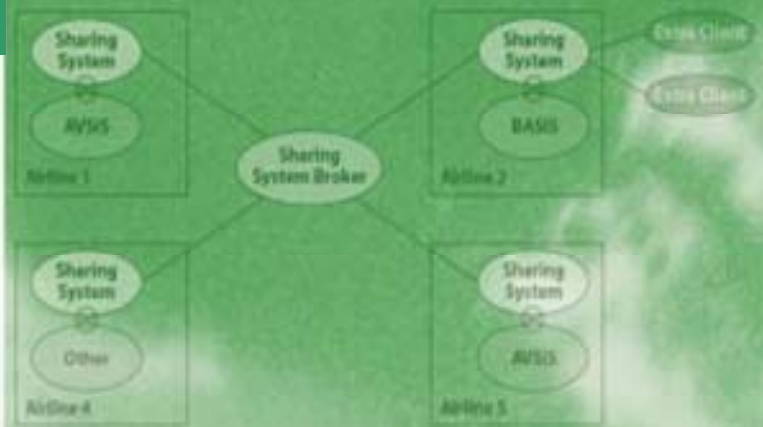 Sharing
System
AVSiS
Airline 1
Sharing
System
BASIS
Airline 2
Extra Client
Extra Client
Sharing
System Broker
Sharing
System
Other
Airline 4
Sharing
System
AVSiS
Airline 5